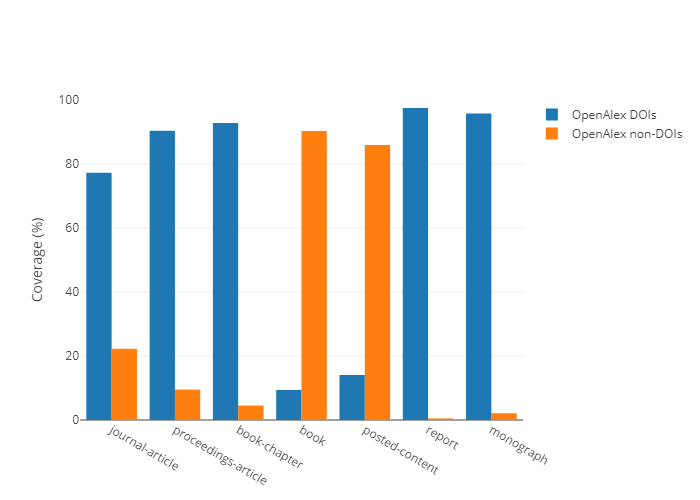 100
80
60
40
20
0
Coverage (%)
journal-article
proceedings-article
book-chapter
book
posted-content
report
monograph
OpenAlex DOIs
OpenAlex non-DOIs